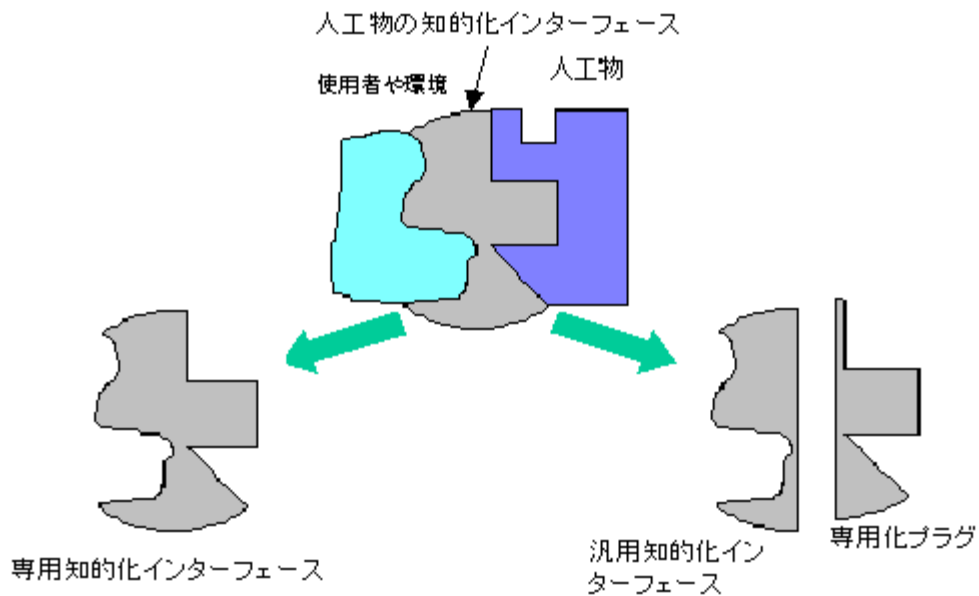 人工物の知的化インターフェース
使用者や環境
人工物
専用知的化インターフェース
汎用知的化イン
ターフェース
専用化プラグ